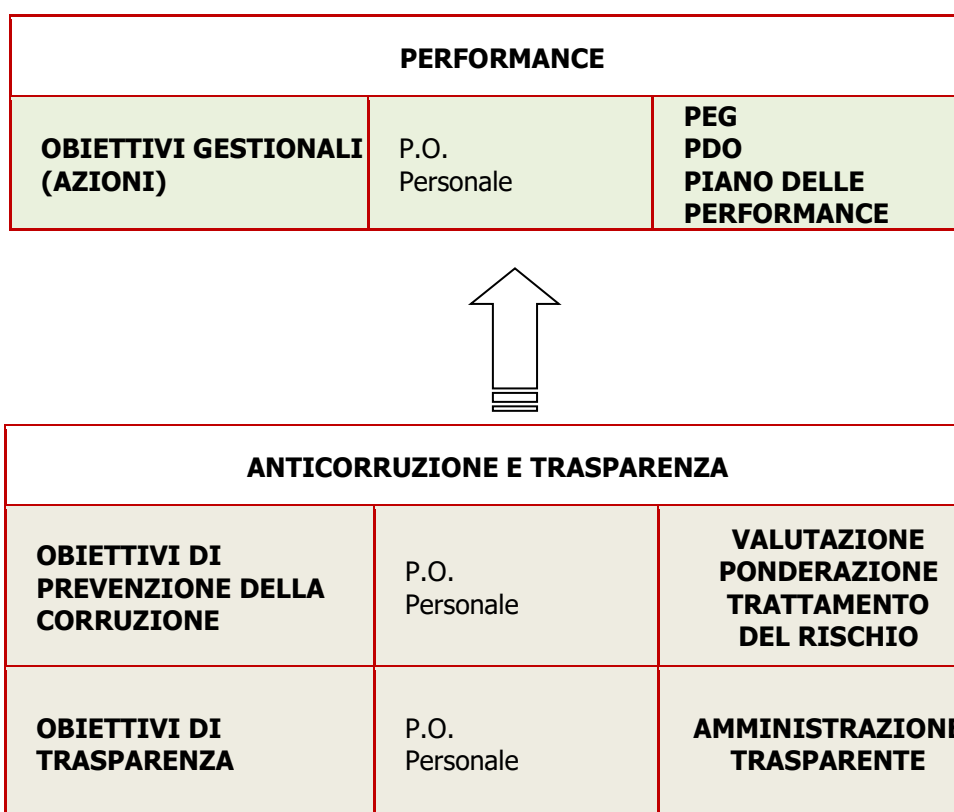 PERFORMANCE
OBIETTIVI GESTIONALI
(AZIONI)
P.O.
Personale
PEG
PDO
PIANO DELLE
PERFORMANCE
ANTICORRUZIONE E TRASPARENZA
OBIETTIVI DI
PREVENZIONE DELLA
CORRUZIONE
P.O.
Personale
VALUTAZIONE
PONDERAZIONE
TRATTAMENTO
DEL RISCHIO
OBIETTIVI DI
TRASPARENZA
P.O.
Personale
AMMINISTRAZIONE
TRASPARENTE